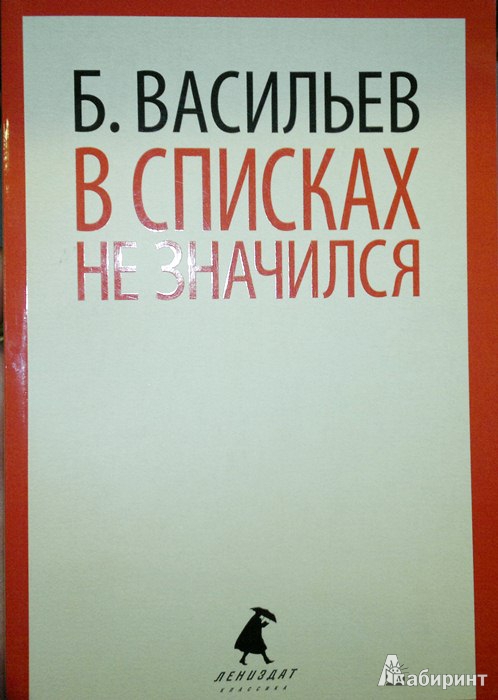 Б. ВАСИЛЬЕВ
В СПИСКАХ
НЕ ЗНАЧИЛСЯ
ЛЕНИЗДАТ
КЛАССИКА
Лабиринт